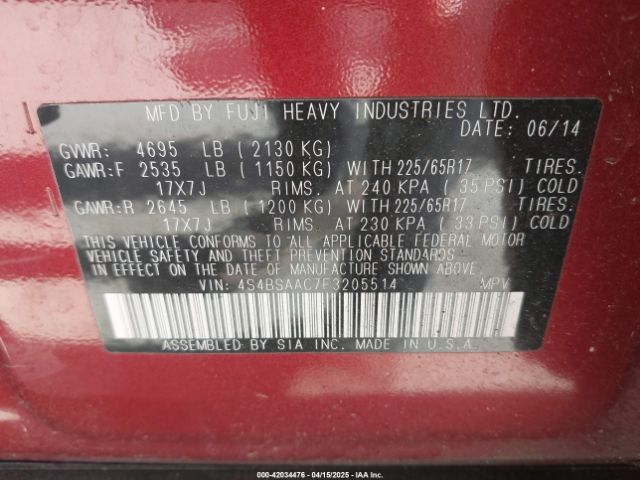 MFD BY FUJI HEAVY INDUSTRIES LTD.
DATE: 06/14
GVWR: 4695 LB (2130 KG)
GAWR:F 2535 LB (1150 KG) WITH 225/65R17 TIRES.
17X7J RIMS. AT 240 KPA (35 PSI) COLD
GAWR:R 2645 LB (1200 KG) WITH 225/65R17 TIRES.
17X7J RIMS. AT 230 KPA (33 PSI) COLD
THIS VEHICLE CONFORMS TO ALL APPLICABLE FEDERAL MOTOR
VEHICLE SAFETY AND THEFT PREVENTION STANDARDS
IN EFFECT ON THE DATE OF MANUFACTURE SHOWN ABOVE.
VIN: 4S4BSAAC7F3205514 MPV
ASSEMBLED BY SIA INC. MADE IN U.S.A.
000-42034476 - 04/15/2025 - IAA Inc.